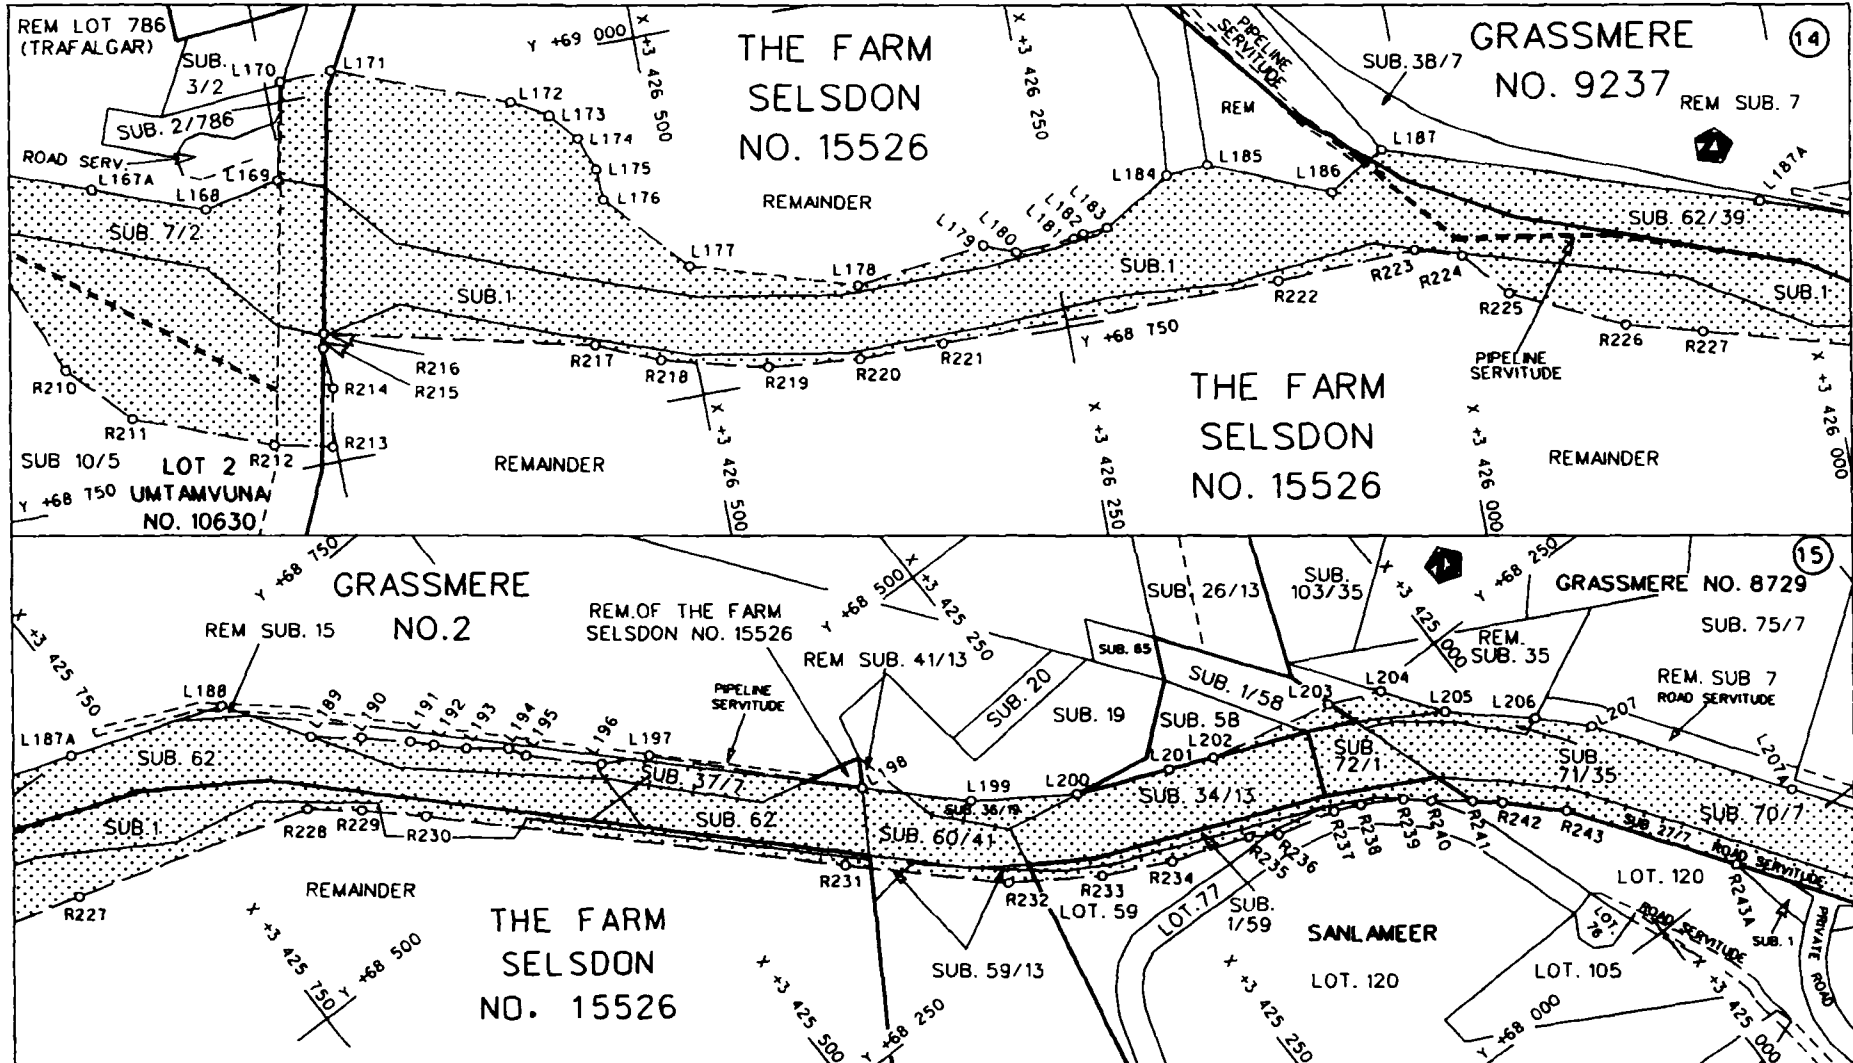 REM LOT 786
(TRAFALGAR)
SUB.
3/2
L170
L171
SUB. 2/786
ROAD SERV.
L167A
L168
L169
SUB. 7/2
L172
L173
L174
L175
L176
L177
L178
L179
L180
L181
L182
L183
L184
L185
L186
L187
L187A
Y +69 000
X +3 426 500
THE FARM
SELSDON
NO. 15526
REMAINDER
X +3 426 250
PIPELINE
SERVITUDE
REM
SUB. 38/7
GRASSMERE
NO. 9237
REM SUB. 7
14
SUB. 62/39
SUB.1
SUB.1
SUB.1
R210
R211
R212
R213
R214
R215
R216
R217
R218
R219
R220
R221
R222
R223
R224
R225
R226
R227
Y +68 750
PIPELINE
SERVITUDE
SUB 10/5
LOT 2
UMTAMVUNA
NO. 10630
Y +68 750
REMAINDER
X +3 426 500
X +3 426 250
THE FARM
SELSDON
NO. 15526
X +3 426 000
REMAINDER
X +3 426 000
15
X +3 425 750
Y +68 750
GRASSMERE
NO.2
REM SUB. 15
REM.OF THE FARM
SELSDON NO. 15526
Y +68 500
X +3 425 250
REM SUB. 41/13
PIPELINE
SERVITUDE
SUB. 20
SUB. 19
SUB. 26/13
SUB. 65
SUB. 1/58
SUB. 58
SUB.
103/35
X +3 425 000
Y +68 250
GRASSMERE NO. 8729
SUB. 75/7
REM.
SUB. 35
REM. SUB 7
ROAD SERVITUDE
L187A
L188
L189
L190
L191
L192
L193
L194
L195
L196
L197
L198
L199
L200
L201
L202
L203
L204
L205
L206
L207
L207A
SUB. 62
SUB. 37/7
SUB. 62
SUB. 36/19
SUB. 60/41
SUB. 34/13
SUB.
72/1
SUB.
71/35
SUB. 70/7
SUB. 27/7
ROAD SERVITUDE
SUB.1
R227
R228
R229
R230
R231
R232
R233
R234
R235
R236
R237
R238
R239
R240
R241
R242
R243
R243A
REMAINDER
X +3 425 750
Y +68 500
THE FARM
SELSDON
NO. 15526
X +3 425 500
Y +68 250
SUB. 59/13
LOT. 59
LOT.77
SUB.
1/59
X +3 425 250
SANLAMEER
LOT. 120
LOT. 120
LOT.
76
ROAD SERVITUDE
LOT. 105
Y +68 000
X +3 425 000
SUB. 1
PRIVATE ROAD